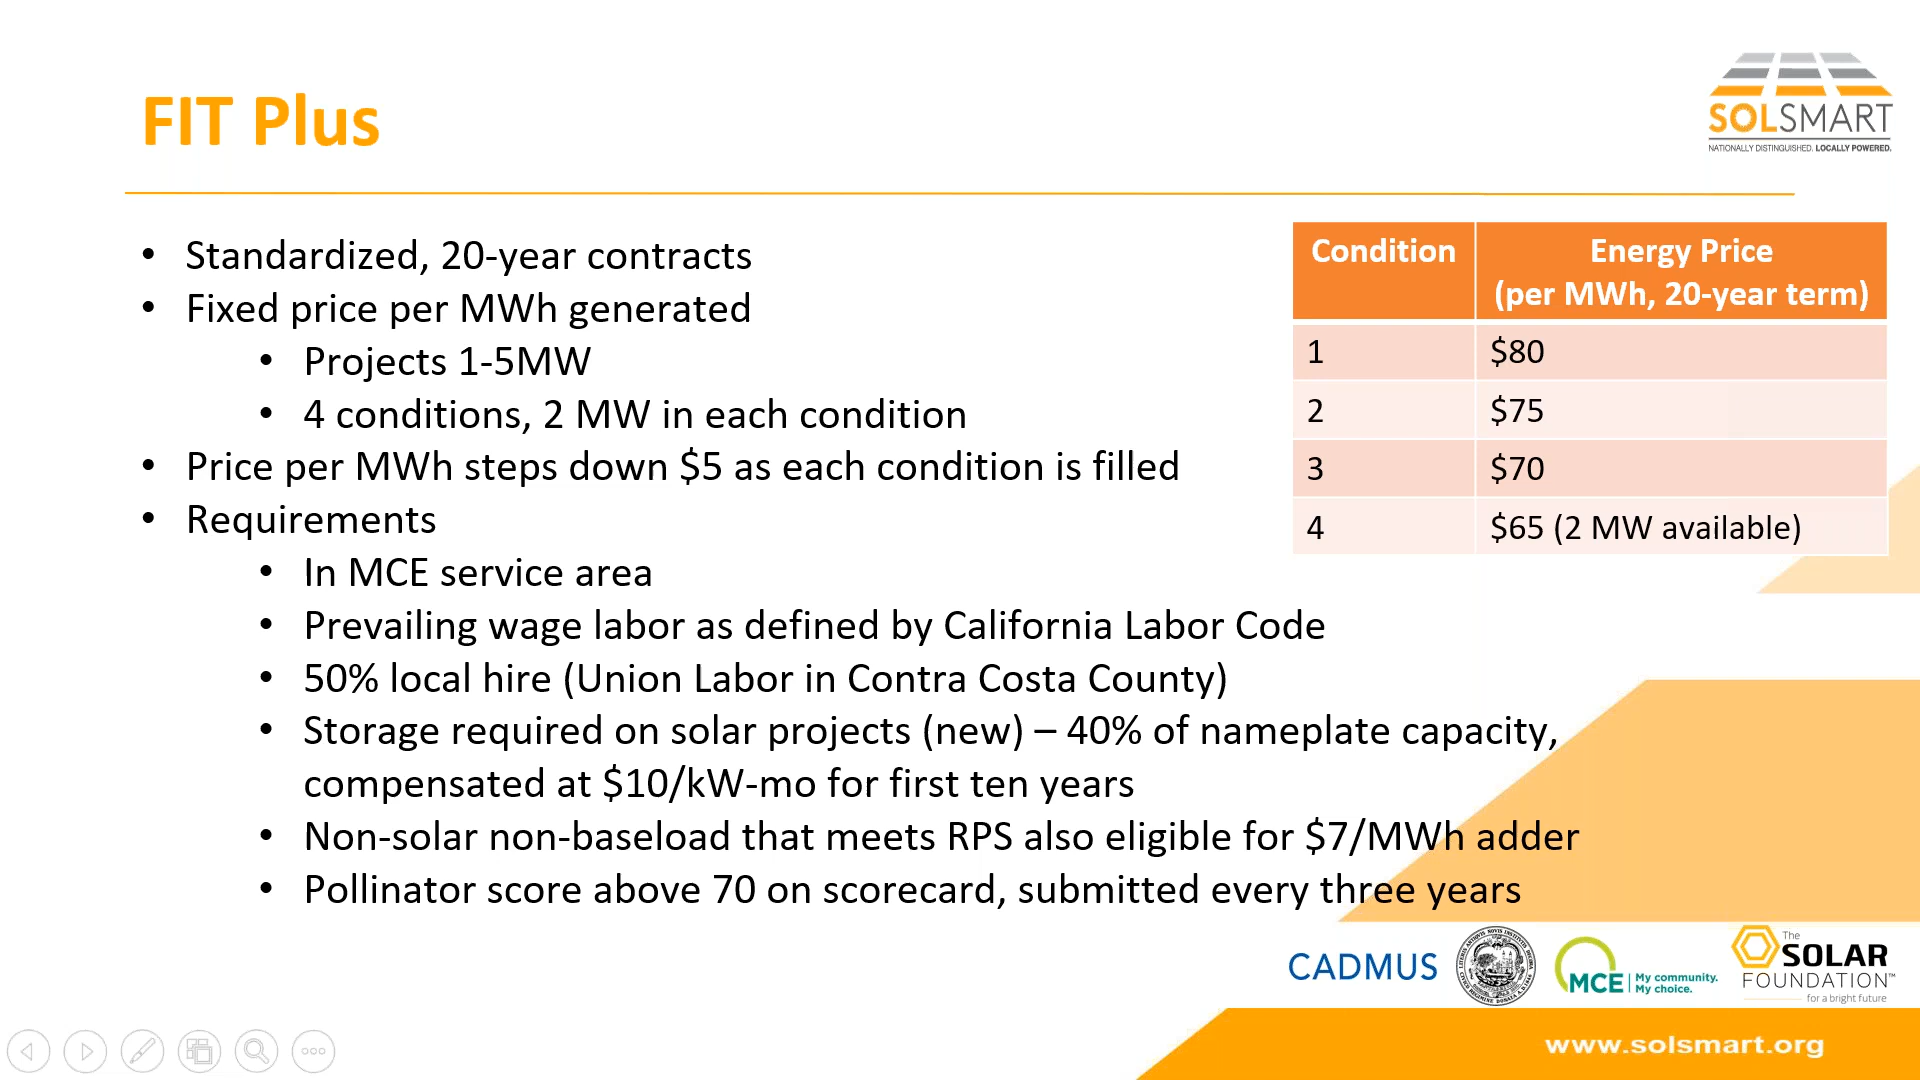 FIT Plus
SOLSMART
NATIONALLY DISTINGUISHED. LOCALLY POWERED.
• Standardized, 20-year contracts
• Fixed price per MWh generated
• Projects 1-5MW
• 4 conditions, 2 MW in each condition
• Price per MWh steps down $5 as each condition is filled
• Requirements
• In MCE service area
• Prevailing wage labor as defined by California Labor Code
• 50% local hire (Union Labor in Contra Costa County)
• Storage required on solar projects (new) – 40% of nameplate capacity,
compensated at $10/kW-mo for first ten years
• Non-solar non-baseload that meets RPS also eligible for $7/MWh adder
• Pollinator score above 70 on scorecard, submitted every three years
Condition Energy Price
(per MWh, 20-year term)
1 $80
2 $75
3 $70
4 $65 (2 MW available)
CADMUS
MCE My community.
My choice.
The
SOLAR
FOUNDATION™
for a bright future
www.solsmart.org